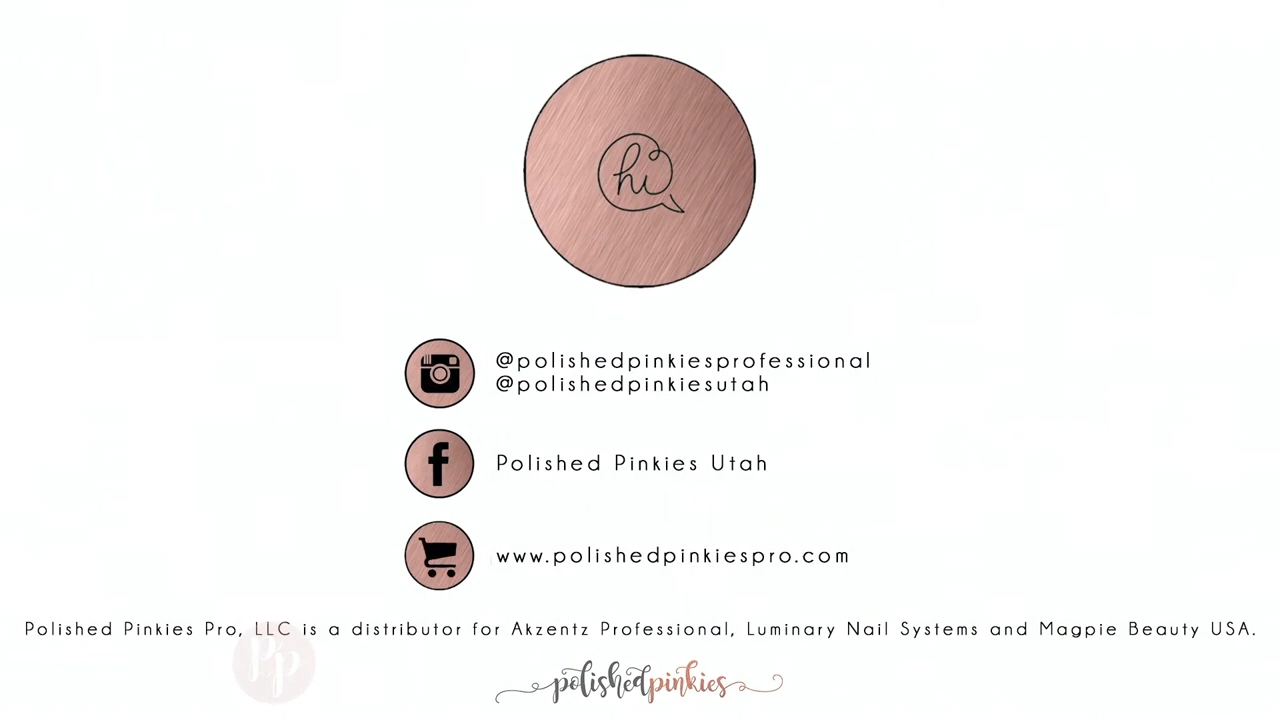 hi
@polishedpinkiesprofessional
@polishedpinkiesutah
Polished Pinkies Utah
www.polishedpinkiespro.com
Polished Pinkies Pro, LLC is a distributor for Akzentz Professional, Luminary Nail Systems and Magpie Beauty USA.
Pp
polishedpinkies